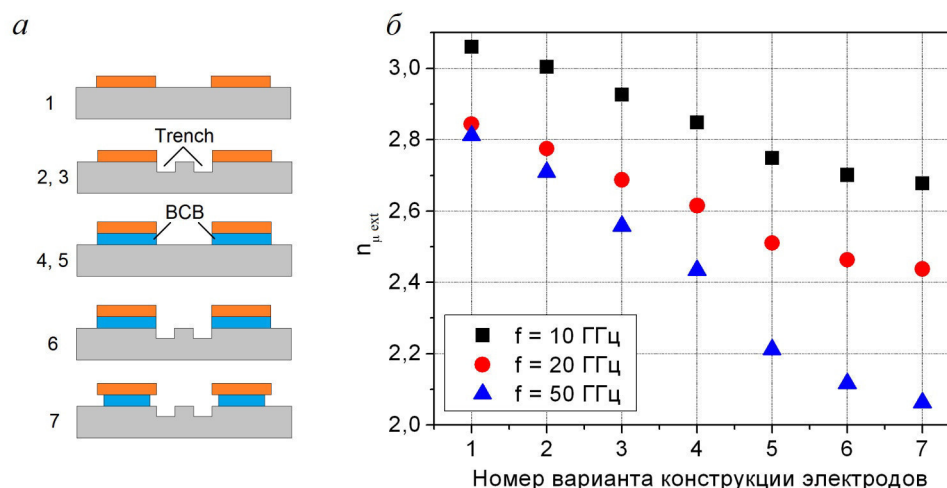 а
1
Trench
2, 3
BCB
4, 5
6
7
б
n μ ext
3,0
2,8
2,6
2,4
2,2
2,0
f = 10 ГГц
f = 20 ГГц
f = 50 ГГц
1 2 3 4 5 6 7
Номер варианта конструкции электродов